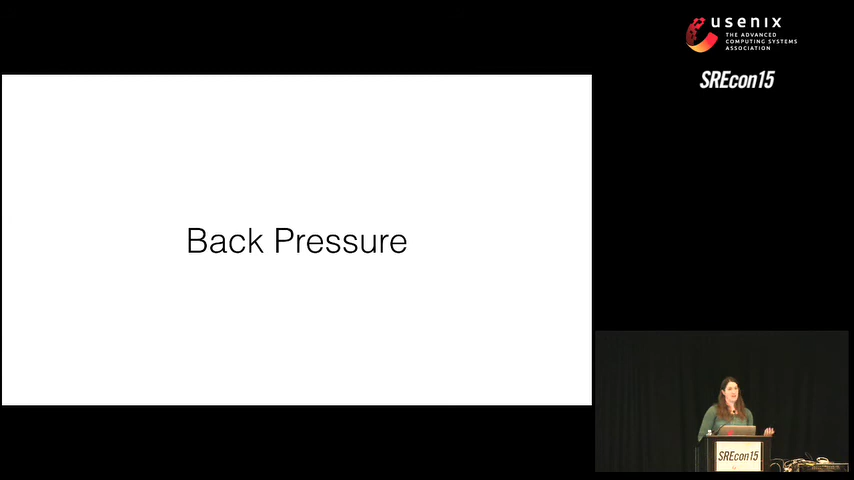 usenix
THE ADVANCED
COMPUTING SYSTEMS
ASSOCIATION
SREcon15
Back Pressure
SREcon15